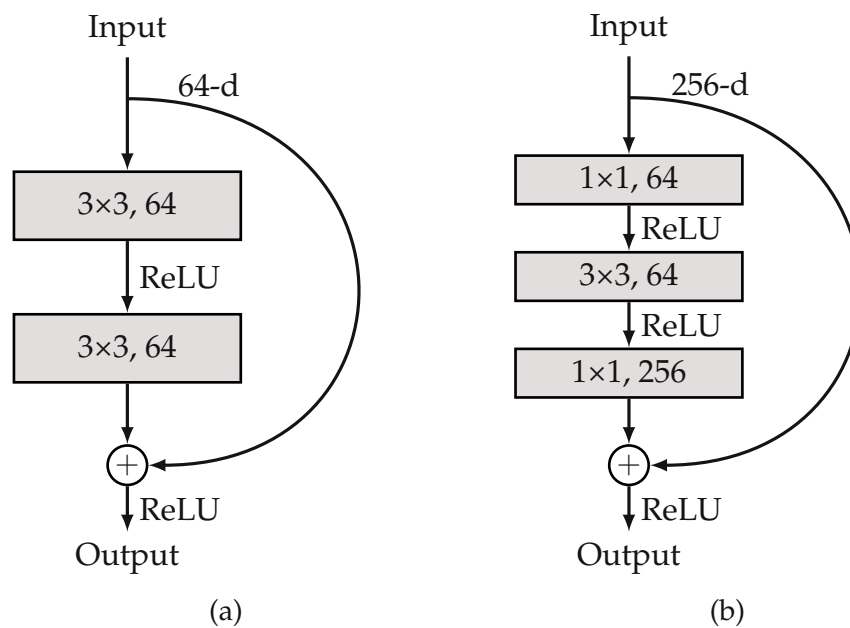 Input
64-d
3×3, 64
ReLU
3×3, 64
+
ReLU
Output
(a)
Input
256-d
1×1, 64
ReLU
3×3, 64
ReLU
1×1, 256
+
ReLU
Output
(b)